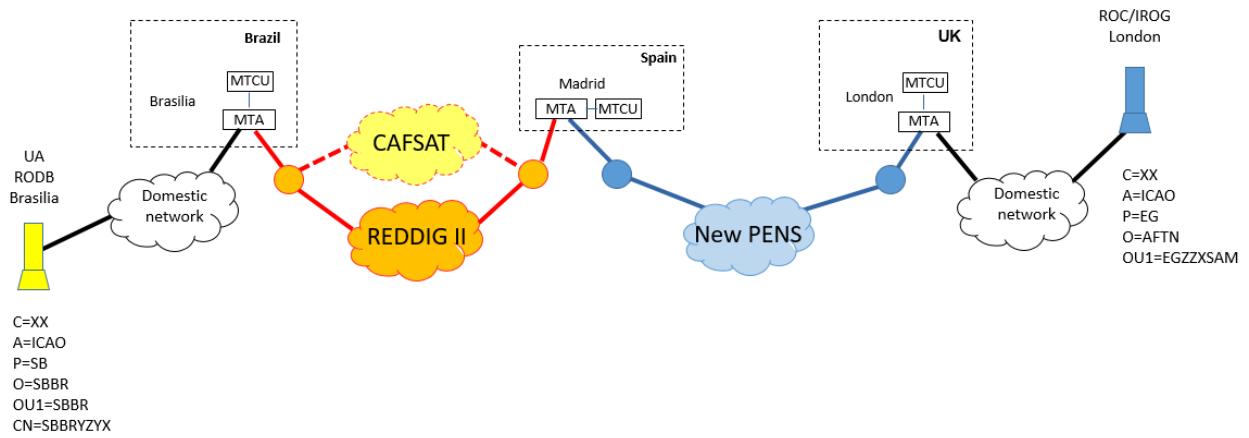 Brazil
MTCU
Brasilia
MTA
UA
RODB
Brasilia
Domestic
network
C=XX
A=ICAO
P=SB
O=SBBR
OU1=SBBR
CN=SBBRYZYX
CAFSAT
REDDIG II
Spain
Madrid
MTA
MTCU
New PENS
UK
MTCU
London
MTA
Domestic
network
ROC/IROG
London
C=XX
A=ICAO
P=EG
O=AFTN
OU1=EGZZXSAM